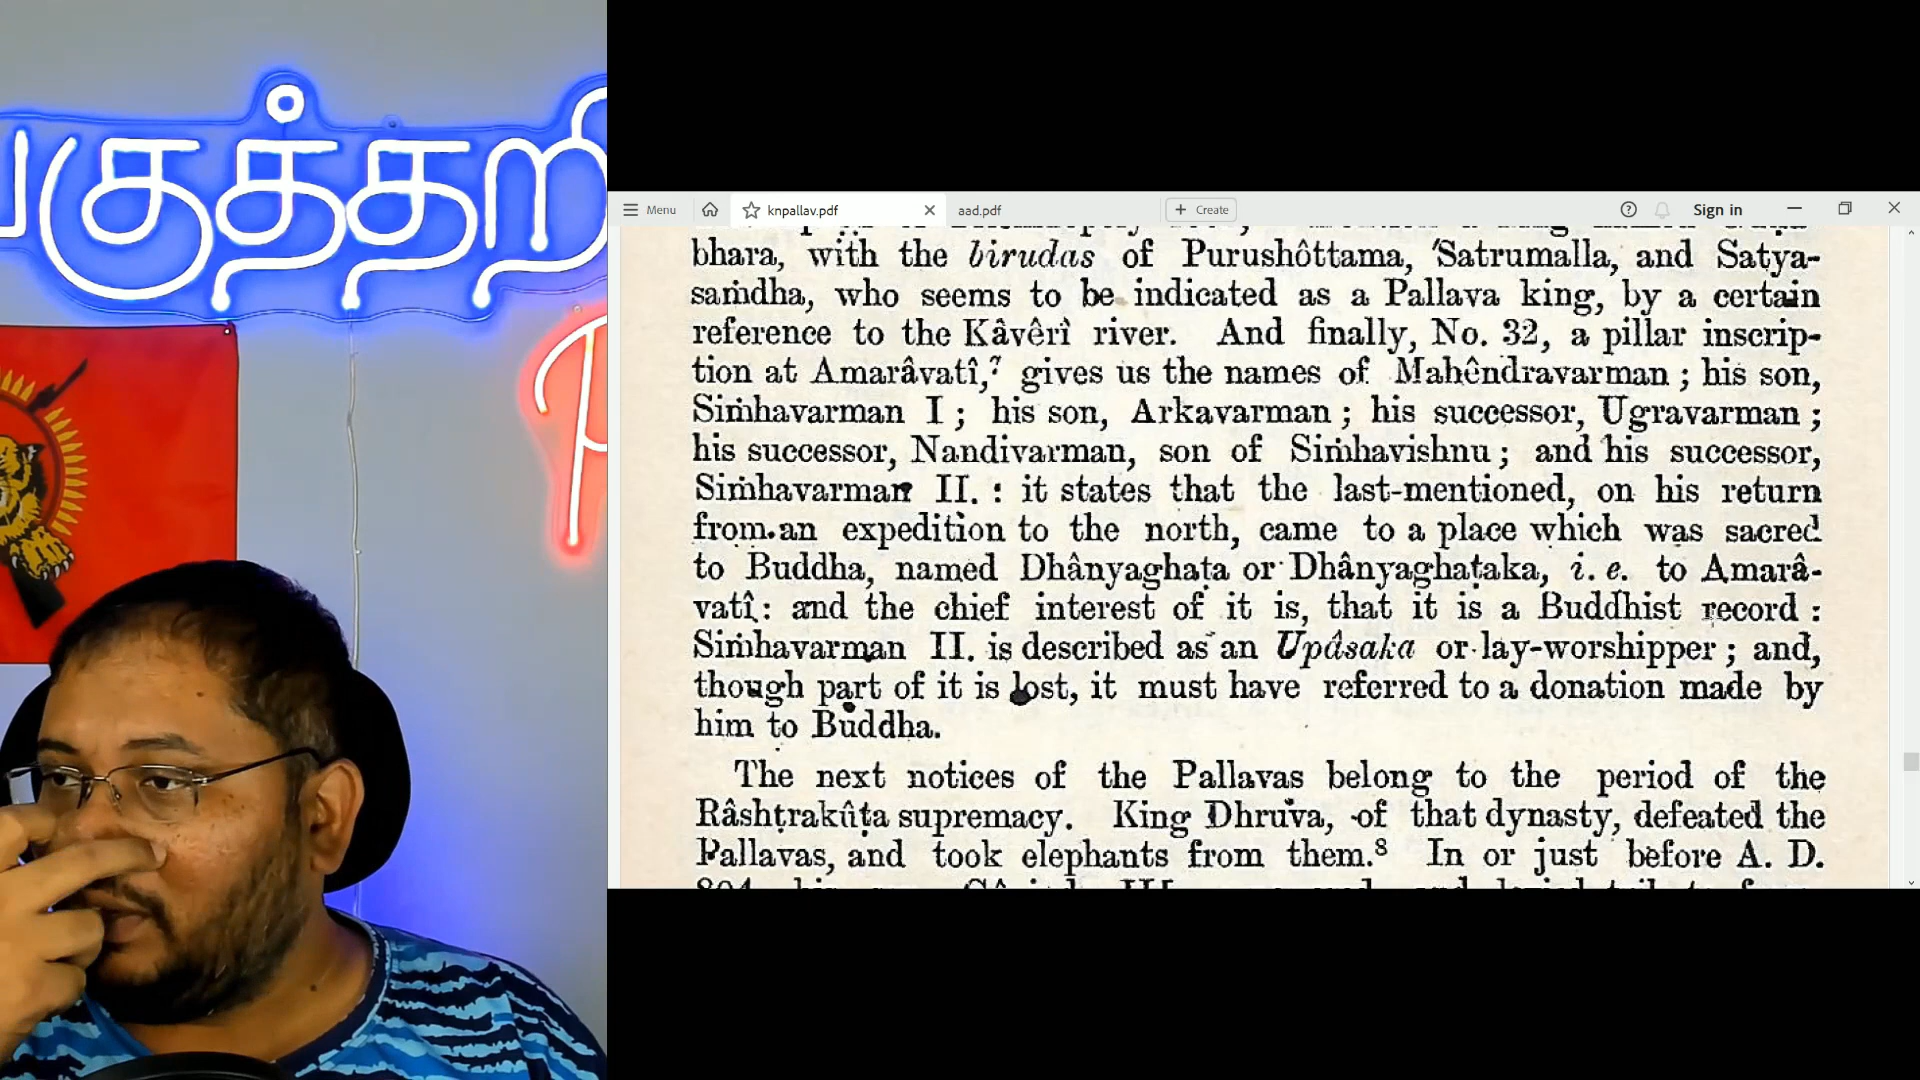 குத்தறி
Menu
knpallav.pdf
aad.pdf
Create
Sign in
bhara, with the birudas of Purushôttama, 'Satrumalla, and Satya-
saṁdha, who seems to be indicated as a Pallava king, by a certain
reference to the Kâvêrî river. And finally, No. 32, a pillar inscrip-
tion at Amarâvatî,⁷ gives us the names of Mahêndravarman ; his son,
Siṁhavarman I ; his son, Arkavarman ; his successor, Ugravarman ;
his successor, Nandivarman, son of Siṁhavishnu ; and his successor,
Siṁhavarman II. : it states that the last-mentioned, on his return
from an expedition to the north, came to a place which was sacred
to Buddha, named Dhânyaghaṭa or Dhânyaghaṭaka, i. e. to Amarâ-
vatî : and the chief interest of it is, that it is a Buddhist record :
Siṁhavarman II. is described as an Upâsaka or lay-worshipper ; and,
though part of it is lost, it must have referred to a donation made by
him to Buddha.
The next notices of the Pallavas belong to the period of the
Râshṭrakûṭa supremacy. King Dhruva, of that dynasty, defeated the
Pallavas, and took elephants from them.⁸ In or just before A. D.